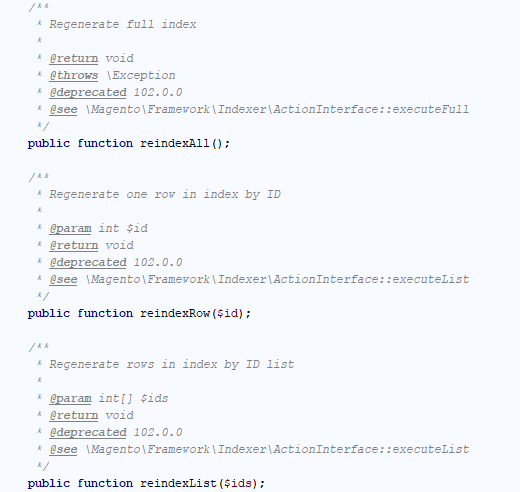 /**
 * Regenerate full index
 *
 * @return void
 * @throws \Exception
 * @deprecated 102.0.0
 * @see \Magento\Framework\Indexer\ActionInterface::executeFull
 */
public function reindexAll();
/**
 * Regenerate one row in index by ID
 *
 * @param int $id
 * @return void
 * @deprecated 102.0.0
 * @see \Magento\Framework\Indexer\ActionInterface::executeList
 */
public function reindexRow($id);
/**
 * Regenerate rows in index by ID list
 *
 * @param int[] $ids
 * @return void
 * @deprecated 102.0.0
 * @see \Magento\Framework\Indexer\ActionInterface::executeList
 */
public function reindexList($ids);